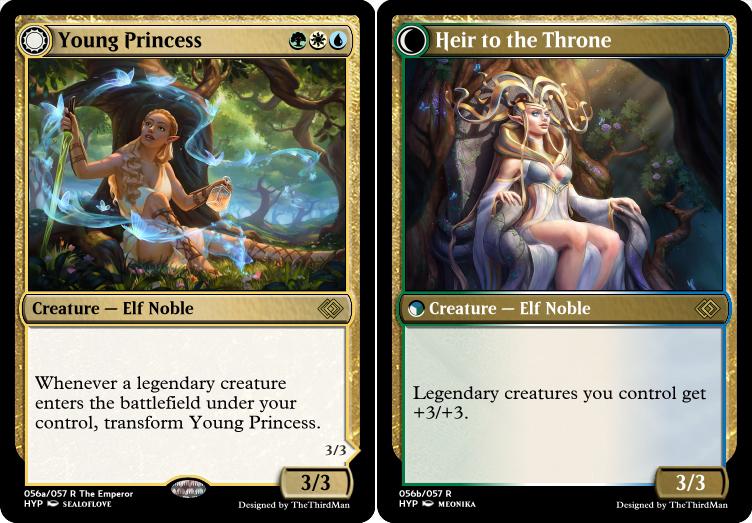 Young Princess
Creature — Elf Noble
Whenever a legendary creature
enters the battlefield under your
control, transform Young Princess.
3/3
3/3
056a/057 R The Emperor
HYP SEALOFLOVE
Designed by TheThirdMan
Heir to the Throne
Creature — Elf Noble
Legendary creatures you control get
+3/+3.
3/3
056b/057 R
HYP MEONIKA
Designed by TheThirdMan